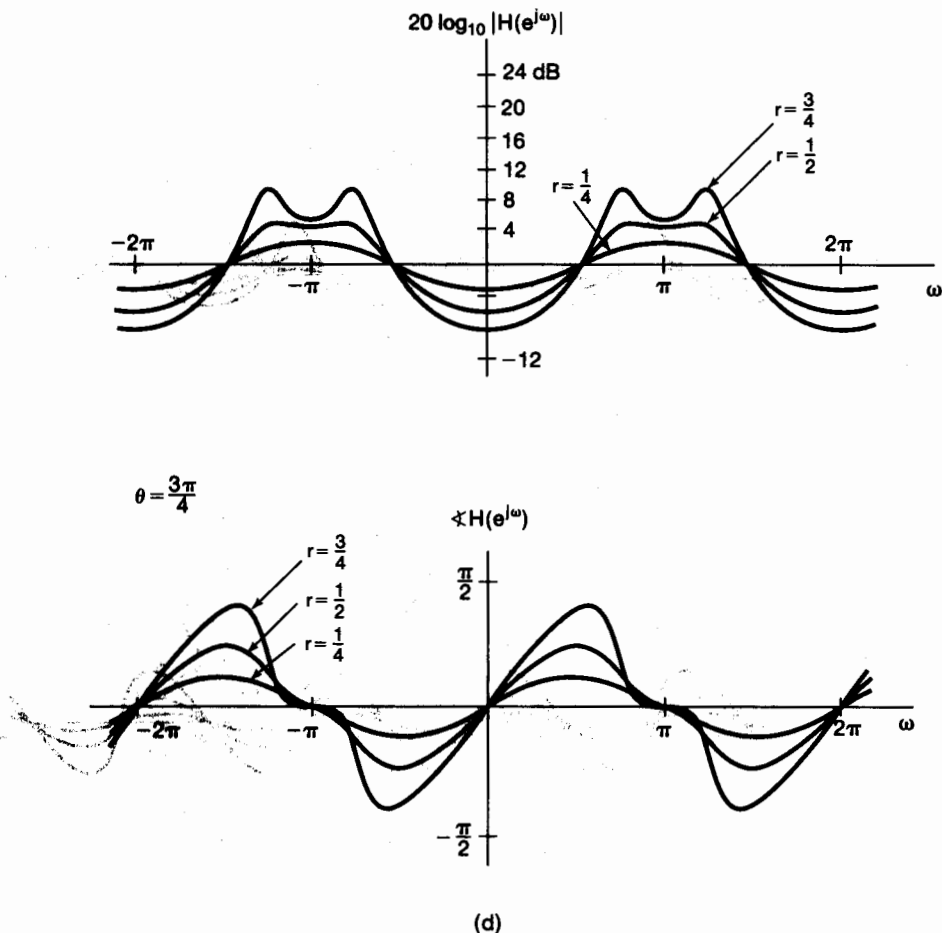 20 log₁₀ |H(e^{jω})|
24 dB
20
16
12
8
4
-12
r = 3/4
r = 1/2
r = 1/4
-2π
-π
π
2π
ω
θ = 3π/4
∢H(e^{jω})
π/2
-π/2
r = 3/4
r = 1/2
r = 1/4
-2π
-π
π
2π
ω
(d)